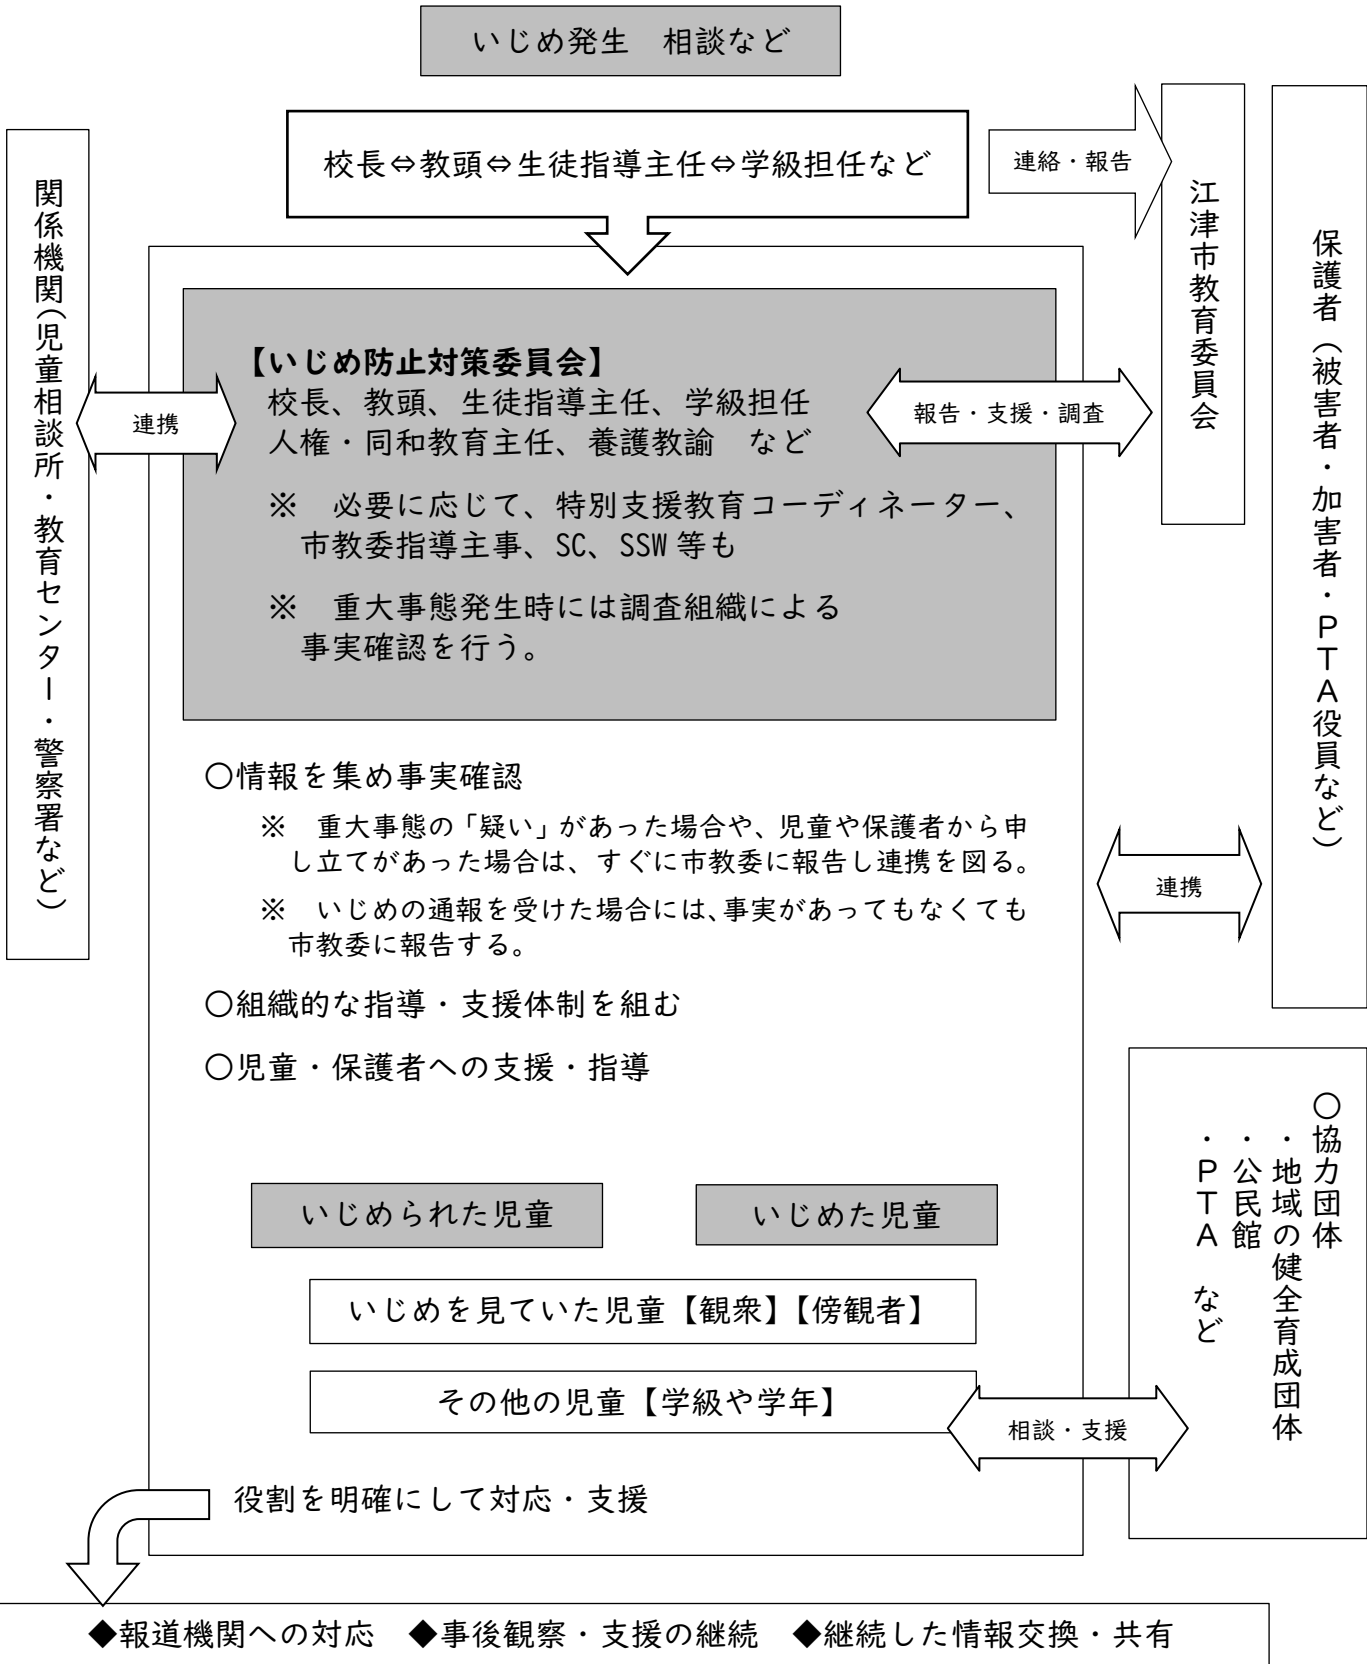 いじめ発生　相談など
校長⇔教頭⇔生徒指導主任⇔学級担任など
連絡・報告
江津市教育委員会
保護者（被害者・加害者・ＰＴＡ役員など）
関係機関（児童相談所・教育センター・警察署など）
連携
【いじめ防止対策委員会】
校長、教頭、生徒指導主任、学級担任
人権・同和教育主任、養護教諭　など
※　必要に応じて、特別支援教育コーディネーター、
市教委指導主事、SC、SSW 等も
※　重大事態発生時には調査組織による
事実確認を行う。
報告・支援・調査
○情報を集め事実確認
※　重大事態の「疑い」があった場合や、児童や保護者から申
し立てがあった場合は、すぐに市教委に報告し連携を図る。
※　いじめの通報を受けた場合には、事実があってもなくても
市教委に報告する。
連携
○組織的な指導・支援体制を組む
○児童・保護者への支援・指導
いじめられた児童
いじめた児童
いじめを見ていた児童【観衆】【傍観者】
その他の児童【学級や学年】
相談・支援
○協力団体
・地域の健全育成団体
・公民館
・ＰＴＡ　など
役割を明確にして対応・支援
◆報道機関への対応　◆事後観察・支援の継続　◆継続した情報交換・共有